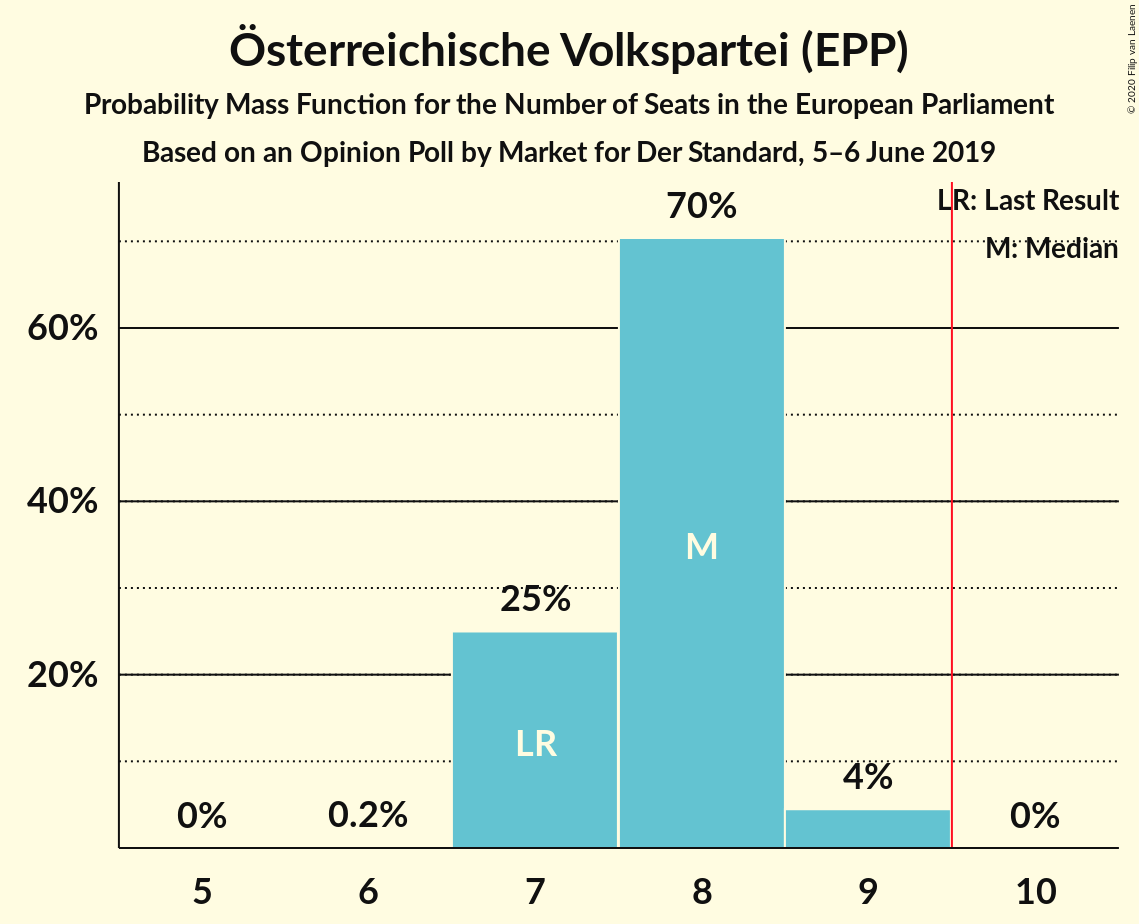 Österreichische Volkspartei (EPP)
Probability Mass Function for the Number of Seats in the European Parliament
Based on an Opinion Poll by Market for Der Standard, 5–6 June 2019
© 2020 Filip van Laenen
LR: Last Result
M: Median
70%
60%
40%
M
25%
20%
LR
4%
0%
0.2%
0%
5
6
7
8
9
10